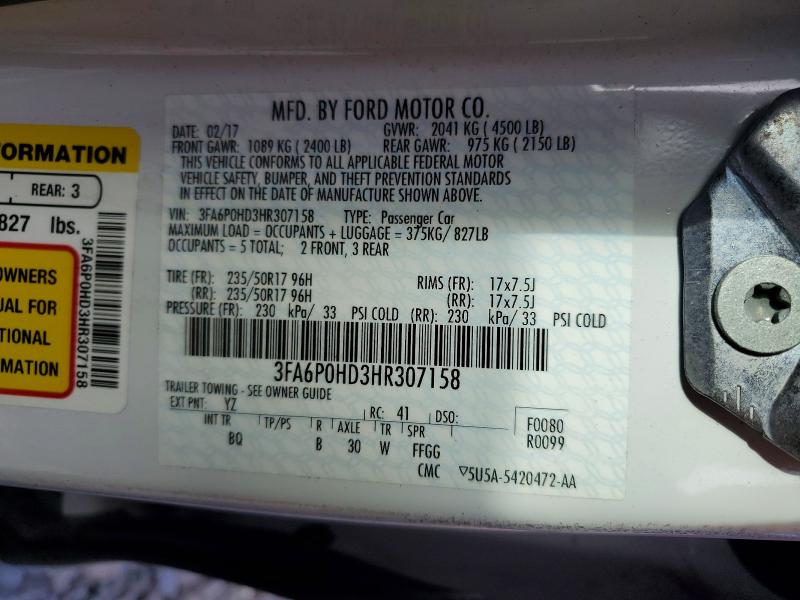 MFD. BY FORD MOTOR CO.
DATE: 02/17 GVWR: 2041 KG ( 4500 LB)
FRONT GAWR: 1089 KG ( 2400 LB) REAR GAWR: 975 KG ( 2150 LB)
THIS VEHICLE CONFORMS TO ALL APPLICABLE FEDERAL MOTOR
VEHICLE SAFETY, BUMPER, AND THEFT PREVENTION STANDARDS
IN EFFECT ON THE DATE OF MANUFACTURE SHOWN ABOVE.
VIN: 3FA6P0HD3HR307158 TYPE: Passenger Car
MAXIMUM LOAD = OCCUPANTS + LUGGAGE = 375KG/ 827LB
OCCUPANTS = 5 TOTAL; 2 FRONT, 3 REAR
TIRE (FR): 235/50R17 96H RIMS (FR): 17x7.5J
(RR): 235/50R17 96H (RR): 17x7.5J
PRESSURE (FR): 230 kPa/ 33 PSI COLD (RR): 230 kPa/ 33 PSI COLD
3FA6P0HD3HR307158
TRAILER TOWING - SEE OWNER GUIDE
EXT PNT: YZ RC: 41 DSO: F0080
INT TR TP/PS R AXLE TR SPR R0099
BQ B 30 W FFGG
CMC ▽5U5A-5420472-AA
ORMATION
REAR: 3
827 lbs.
OWNERS
UAL FOR
TIONAL
RMATION
3FA6P0HD3HR307158